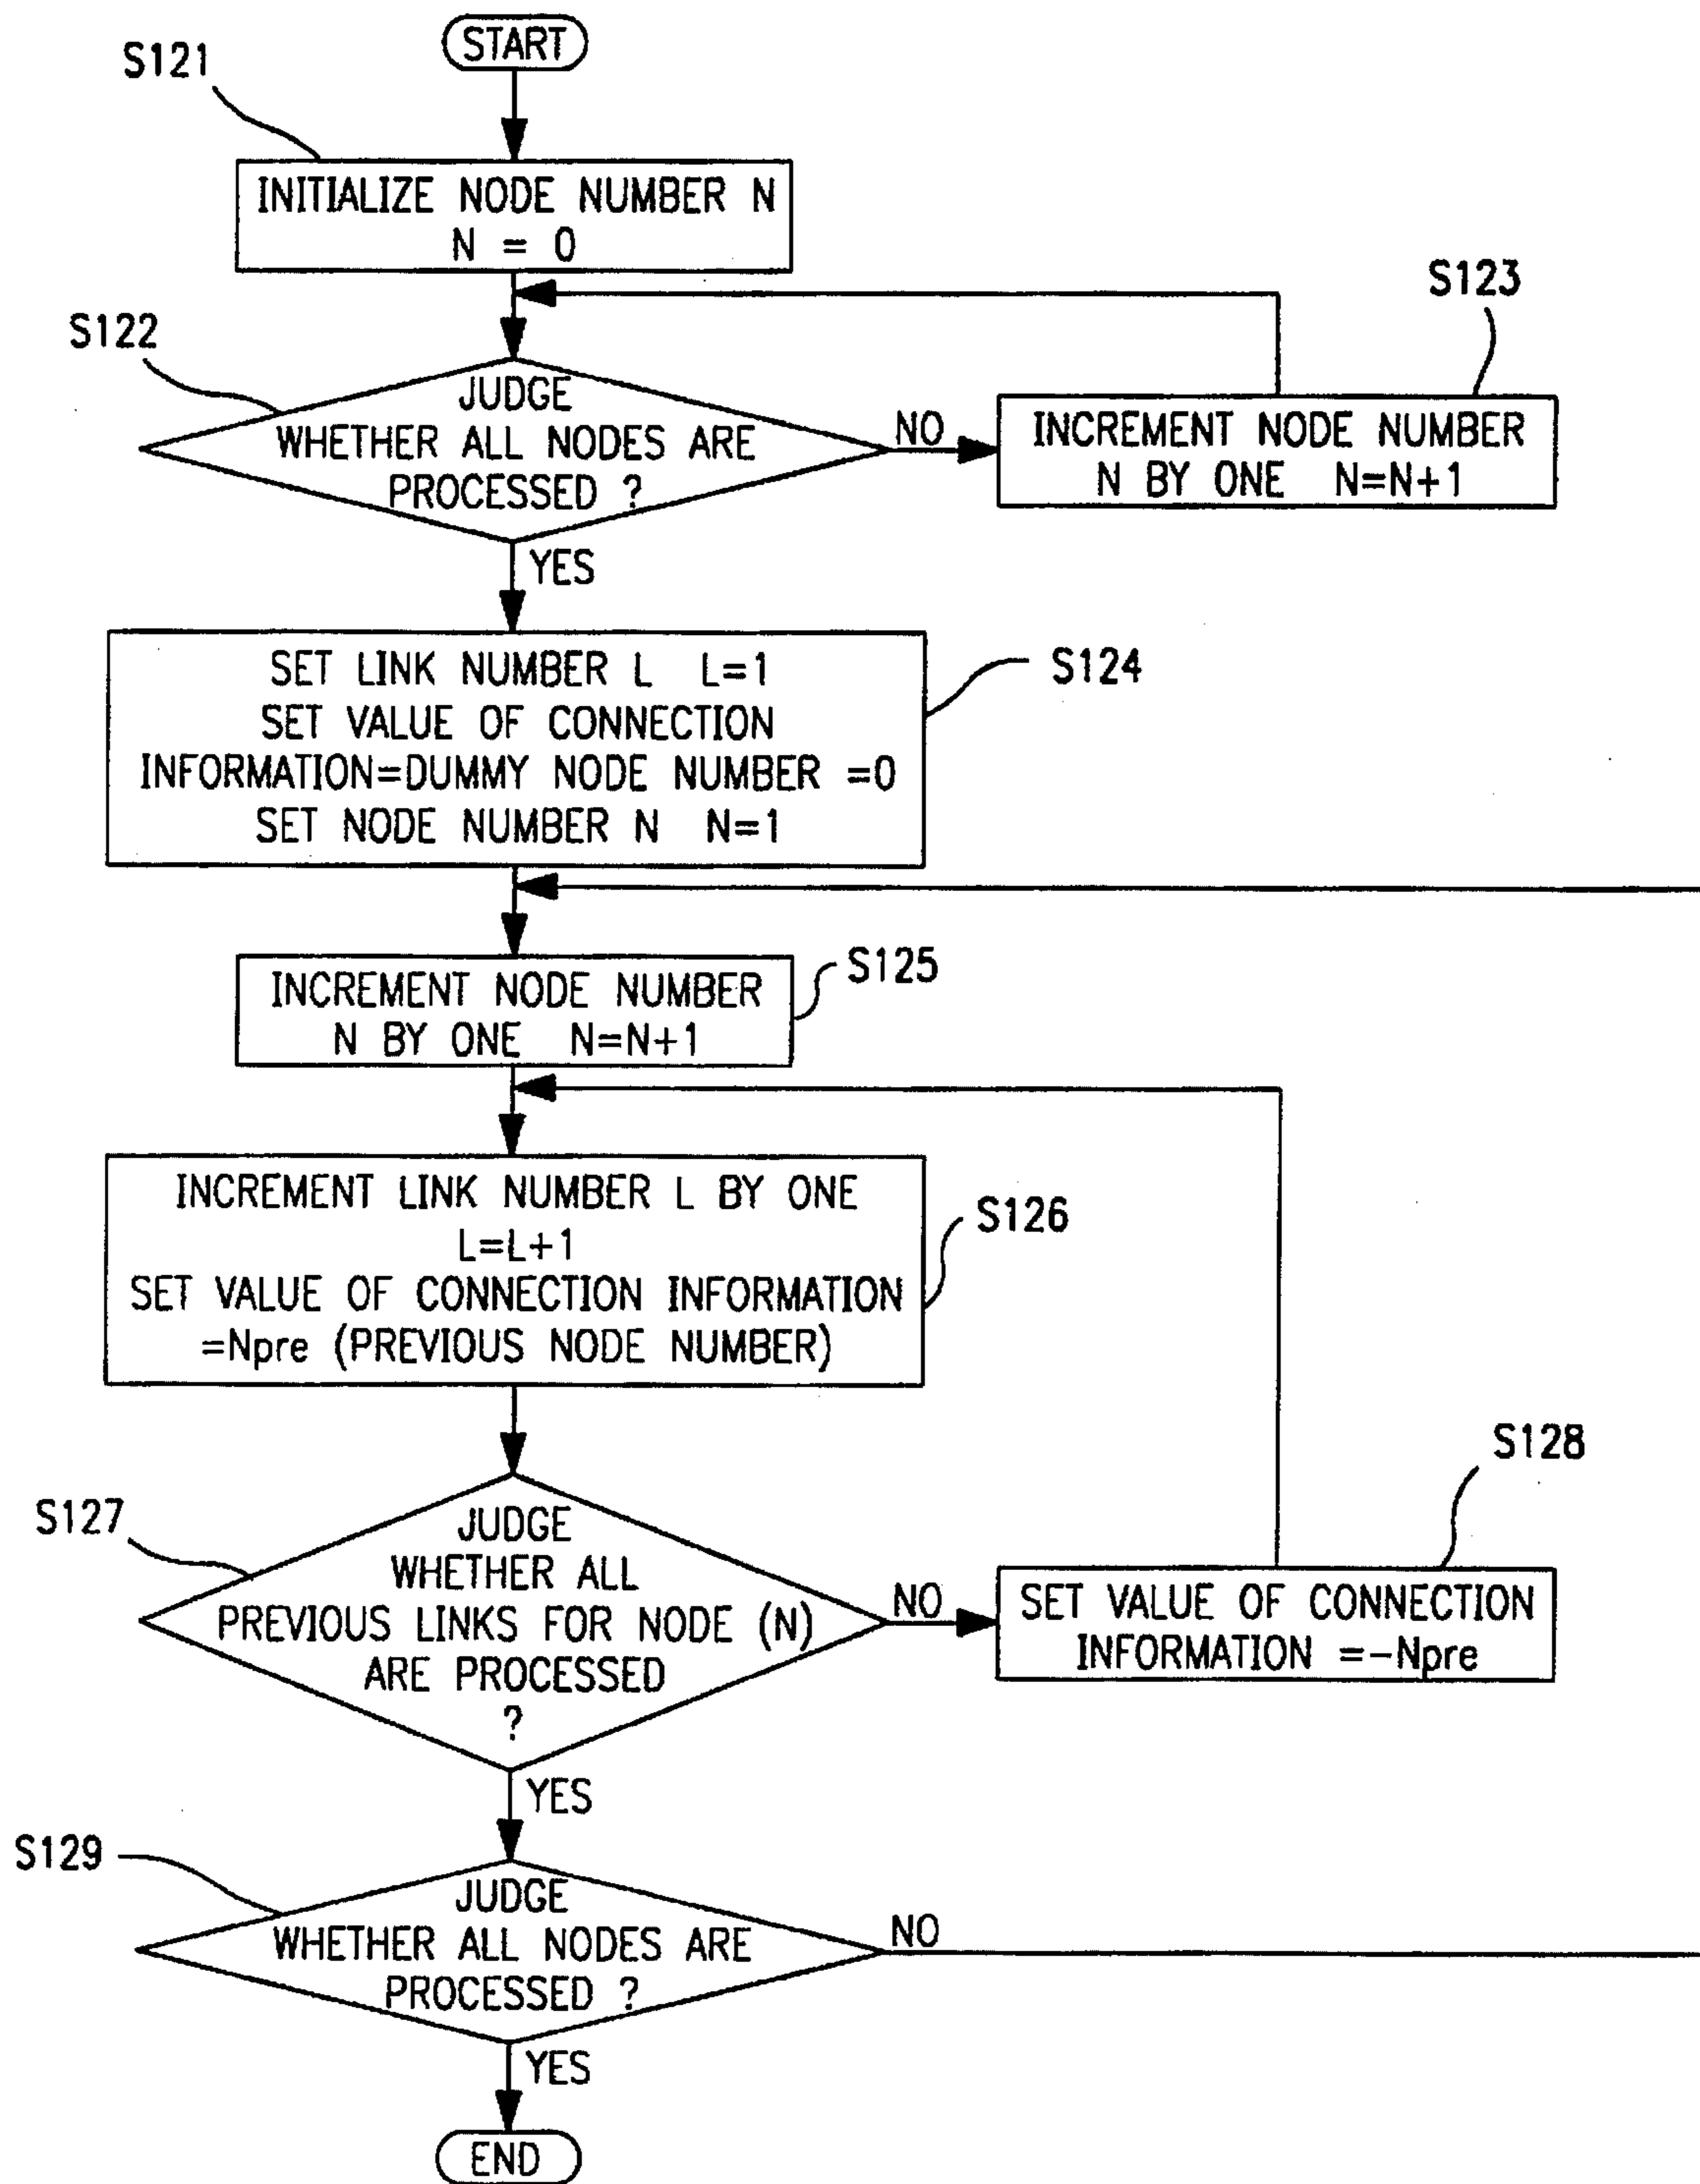 START
S121
INITIALIZE NODE NUMBER N
N = 0
S123
S122
JUDGE
WHETHER ALL NODES ARE
PROCESSED ?
NO
INCREMENT NODE NUMBER
N BY ONE N=N+1
YES
SET LINK NUMBER L L=1
SET VALUE OF CONNECTION
INFORMATION=DUMMY NODE NUMBER =0
SET NODE NUMBER N N=1
S124
S125
INCREMENT NODE NUMBER
N BY ONE N=N+1
INCREMENT LINK NUMBER L BY ONE
L=L+1
SET VALUE OF CONNECTION INFORMATION
=Npre (PREVIOUS NODE NUMBER)
S126
S128
S127
JUDGE
WHETHER ALL
PREVIOUS LINKS FOR NODE (N)
ARE PROCESSED
?
NO
SET VALUE OF CONNECTION
INFORMATION =-Npre
YES
S129
JUDGE
WHETHER ALL NODES ARE
PROCESSED ?
NO
YES
END